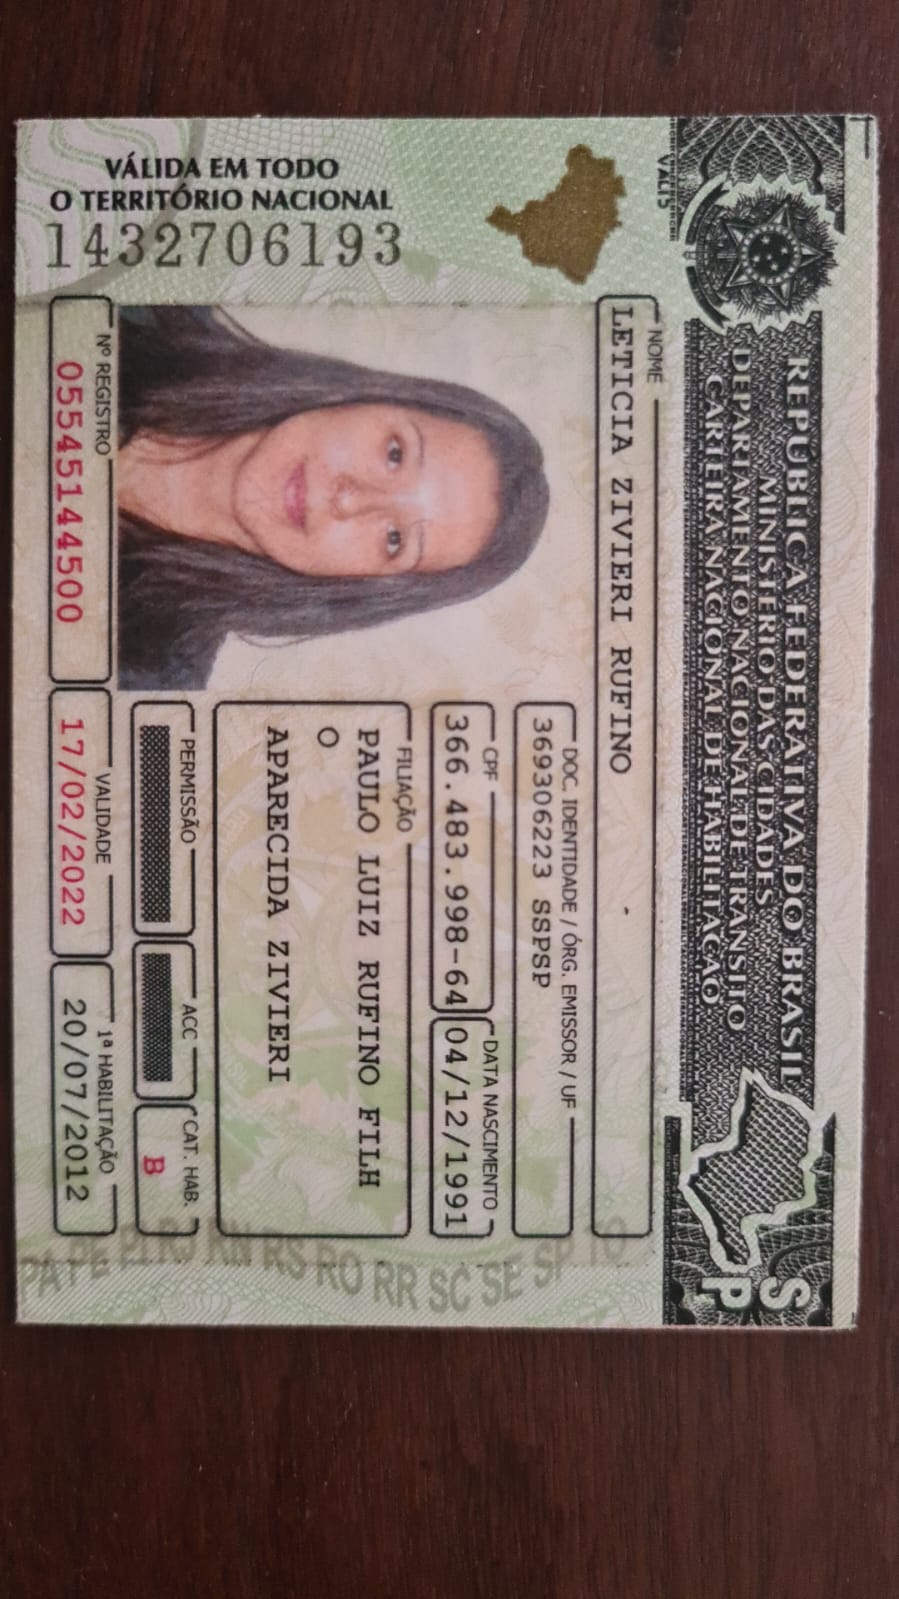 REPÚBLICA FEDERATIVA DO BRASIL
MINISTÉRIO DAS CIDADES
DEPARTAMENTO NACIONAL DE TRÂNSITO
CARTEIRA NACIONAL DE HABILITAÇÃO
SP
NOME
LETICIA ZIVIERI RUFINO
DOC. IDENTIDADE / ÓRG. EMISSOR / UF
369306223 SSPSP
CPF
366.483.998-64
DATA NASCIMENTO
04/12/1991
FILIAÇÃO
PAULO LUIZ RUFINO FILH
O
APARECIDA ZIVIERI
PERMISSÃO
ACC
CAT. HAB.
B
Nº REGISTRO
05545144500
VALIDADE
17/02/2022
1ª HABILITAÇÃO
20/07/2012
VÁLIDA EM TODO
O TERRITÓRIO NACIONAL
1432706193
PA PE PI RJ RN RS RO RR SC SE SP TO